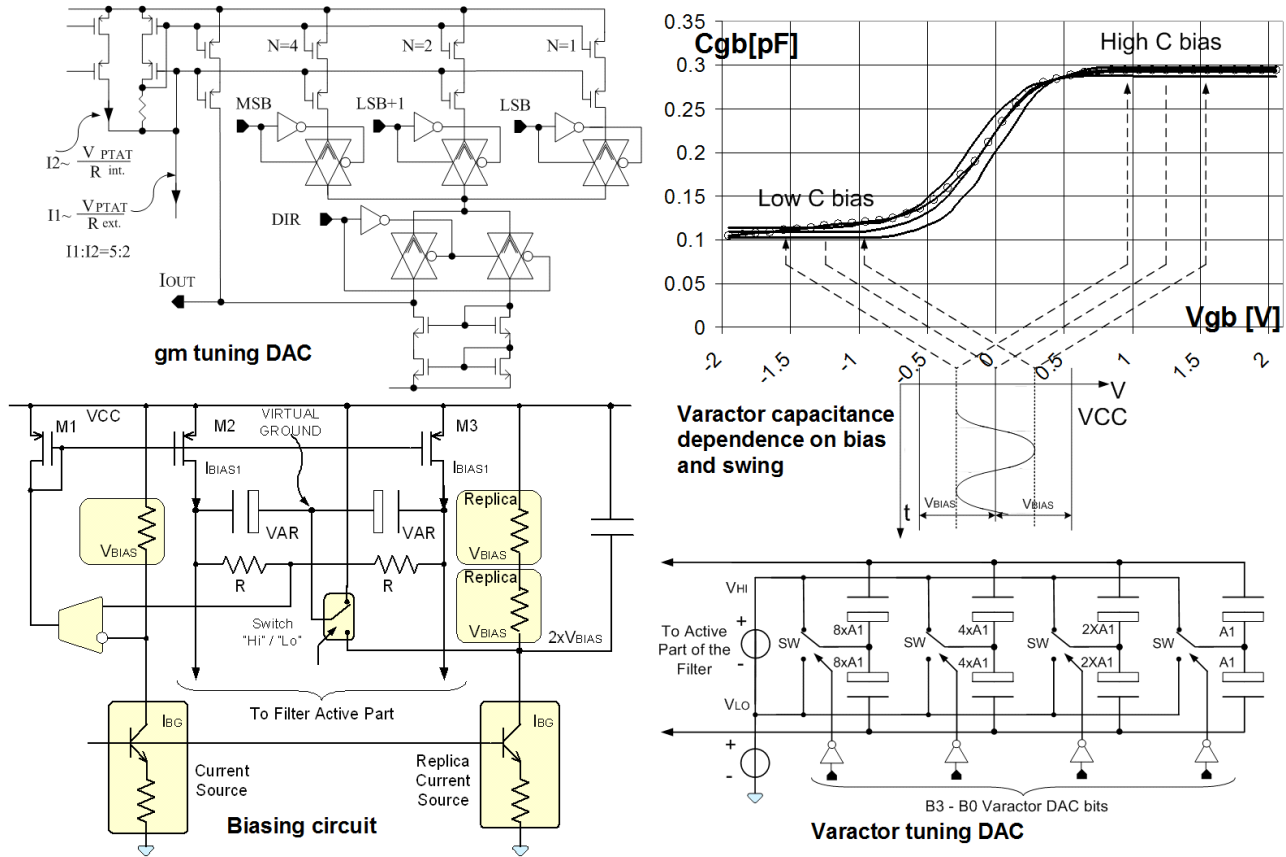 N=4
N=2
N=1
MSB
LSB+1
LSB
I2~ V PTAT
R int.
I1~ VPTAT
R ext.
I1:I2=5:2
DIR
IOUT
gm tuning DAC
Cgb[pF]
High C bias
Low C bias
0.35
0.3
0.25
0.2
0.15
0.1
0.05
0
Vgb [V]
-2
-1.5
-1
-0.5
0
0.5
1
1.5
2
V
VCC
Varactor capacitance
dependence on bias
and swing
VBIAS
VBIAS
t
VCC
VIRTUAL
GROUND
M1
M2
M3
IBIAS1
IBIAS1
VAR
VAR
VBIAS
R
R
Replica
VBIAS
Replica
VBIAS
Switch
"Hi" / "Lo"
2xVBIAS
To Filter Active Part
IBG
IBG
Current
Source
Replica
Current
Source
Biasing circuit
VHI
To Active
Part of the
Filter
+
-
VLO
+
-
SW
SW
SW
SW
8xA1
4xA1
2XA1
A1
8xA1
4xA1
2XA1
A1
B3 - B0 Varactor DAC bits
Varactor tuning DAC